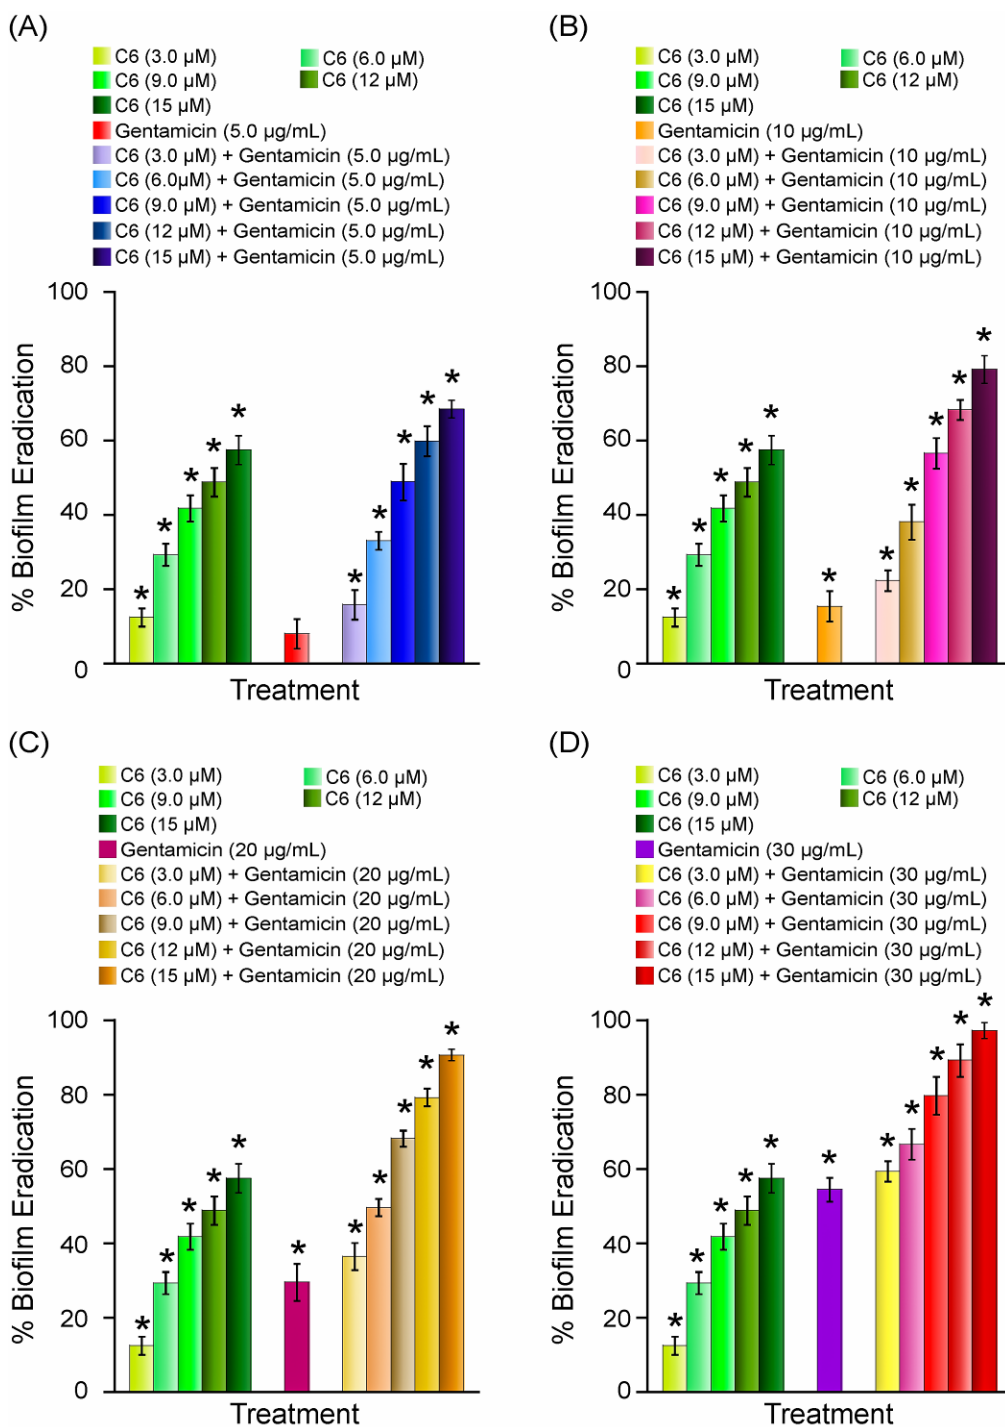 (A)
C6 (3.0 µM)
C6 (6.0 µM)
C6 (9.0 µM)
C6 (12 µM)
C6 (15 µM)
Gentamicin (5.0 µg/mL)
C6 (3.0 µM) + Gentamicin (5.0 µg/mL)
C6 (6.0µM) + Gentamicin (5.0 µg/mL)
C6 (9.0 µM) + Gentamicin (5.0 µg/mL)
C6 (12 µM) + Gentamicin (5.0 µg/mL)
C6 (15 µM) + Gentamicin (5.0 µg/mL)
% Biofilm Eradication
100
80
60
40
20
0
* * * * * * * * * *
Treatment
(B)
C6 (3.0 µM)
C6 (6.0 µM)
C6 (9.0 µM)
C6 (12 µM)
C6 (15 µM)
Gentamicin (10 µg/mL)
C6 (3.0 µM) + Gentamicin (10 µg/mL)
C6 (6.0 µM) + Gentamicin (10 µg/mL)
C6 (9.0 µM) + Gentamicin (10 µg/mL)
C6 (12 µM) + Gentamicin (10 µg/mL)
C6 (15 µM) + Gentamicin (10 µg/mL)
% Biofilm Eradication
100
80
60
40
20
0
* * * * * * * * * * *
Treatment
(C)
C6 (3.0 µM)
C6 (6.0 µM)
C6 (9.0 µM)
C6 (12 µM)
C6 (15 µM)
Gentamicin (20 µg/mL)
C6 (3.0 µM) + Gentamicin (20 µg/mL)
C6 (6.0 µM) + Gentamicin (20 µg/mL)
C6 (9.0 µM) + Gentamicin (20 µg/mL)
C6 (12 µM) + Gentamicin (20 µg/mL)
C6 (15 µM) + Gentamicin (20 µg/mL)
% Biofilm Eradication
100
80
60
40
20
0
* * * * * * * * * * *
Treatment
(D)
C6 (3.0 µM)
C6 (6.0 µM)
C6 (9.0 µM)
C6 (12 µM)
C6 (15 µM)
Gentamicin (30 µg/mL)
C6 (3.0 µM) + Gentamicin (30 µg/mL)
C6 (6.0 µM) + Gentamicin (30 µg/mL)
C6 (9.0 µM) + Gentamicin (30 µg/mL)
C6 (12 µM) + Gentamicin (30 µg/mL)
C6 (15 µM) + Gentamicin (30 µg/mL)
% Biofilm Eradication
100
80
60
40
20
0
* * * * * * * * * * *
Treatment